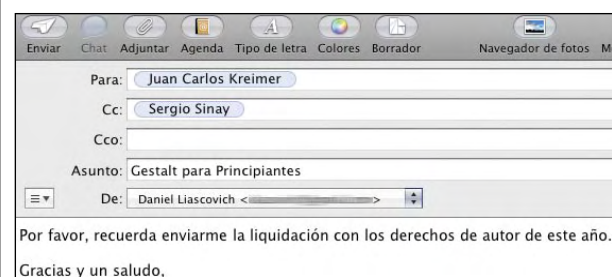 Enviar Chat Adjuntar Agenda Tipo de letra Colores Borrador Navegador de fotos
Para: Juan Carlos Kreimer
Cc: Sergio Sinay
Cco:
Asunto: Gestalt para Principiantes
De: Daniel Liascovich < >
Por favor, recuerda enviarme la liquidación con los derechos de autor de este año.
Gracias y un saludo,